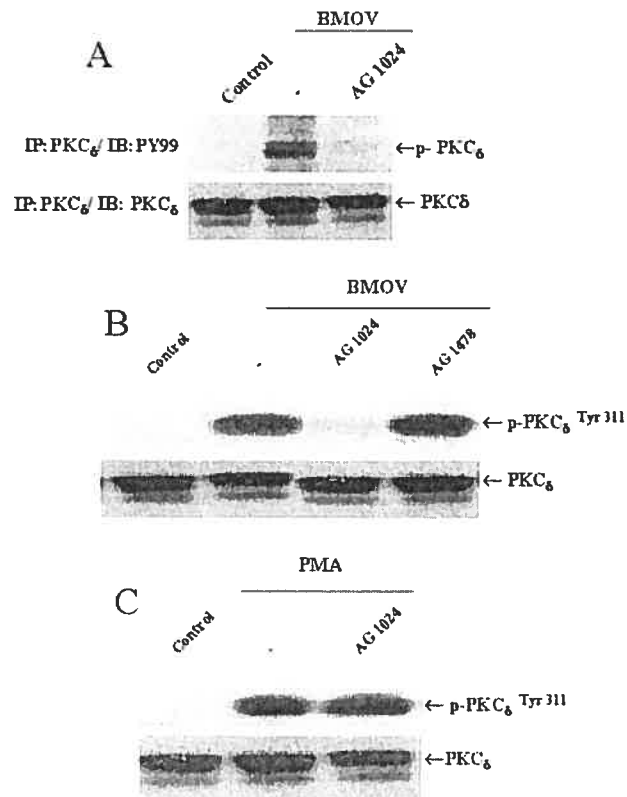 BMOV
A
Control
-
AG 1024
IP: PKCδ/ IB: PY99
←p- PKCδ
IP: PKCδ/ IB: PKCδ
← PKCδ
BMOV
B
Control
-
AG 1024
AG 1478
← p-PKCδ Tyr 311
← PKCδ
PMA
C
Control
-
AG 1024
← p-PKCδ Tyr 311
←PKCδ